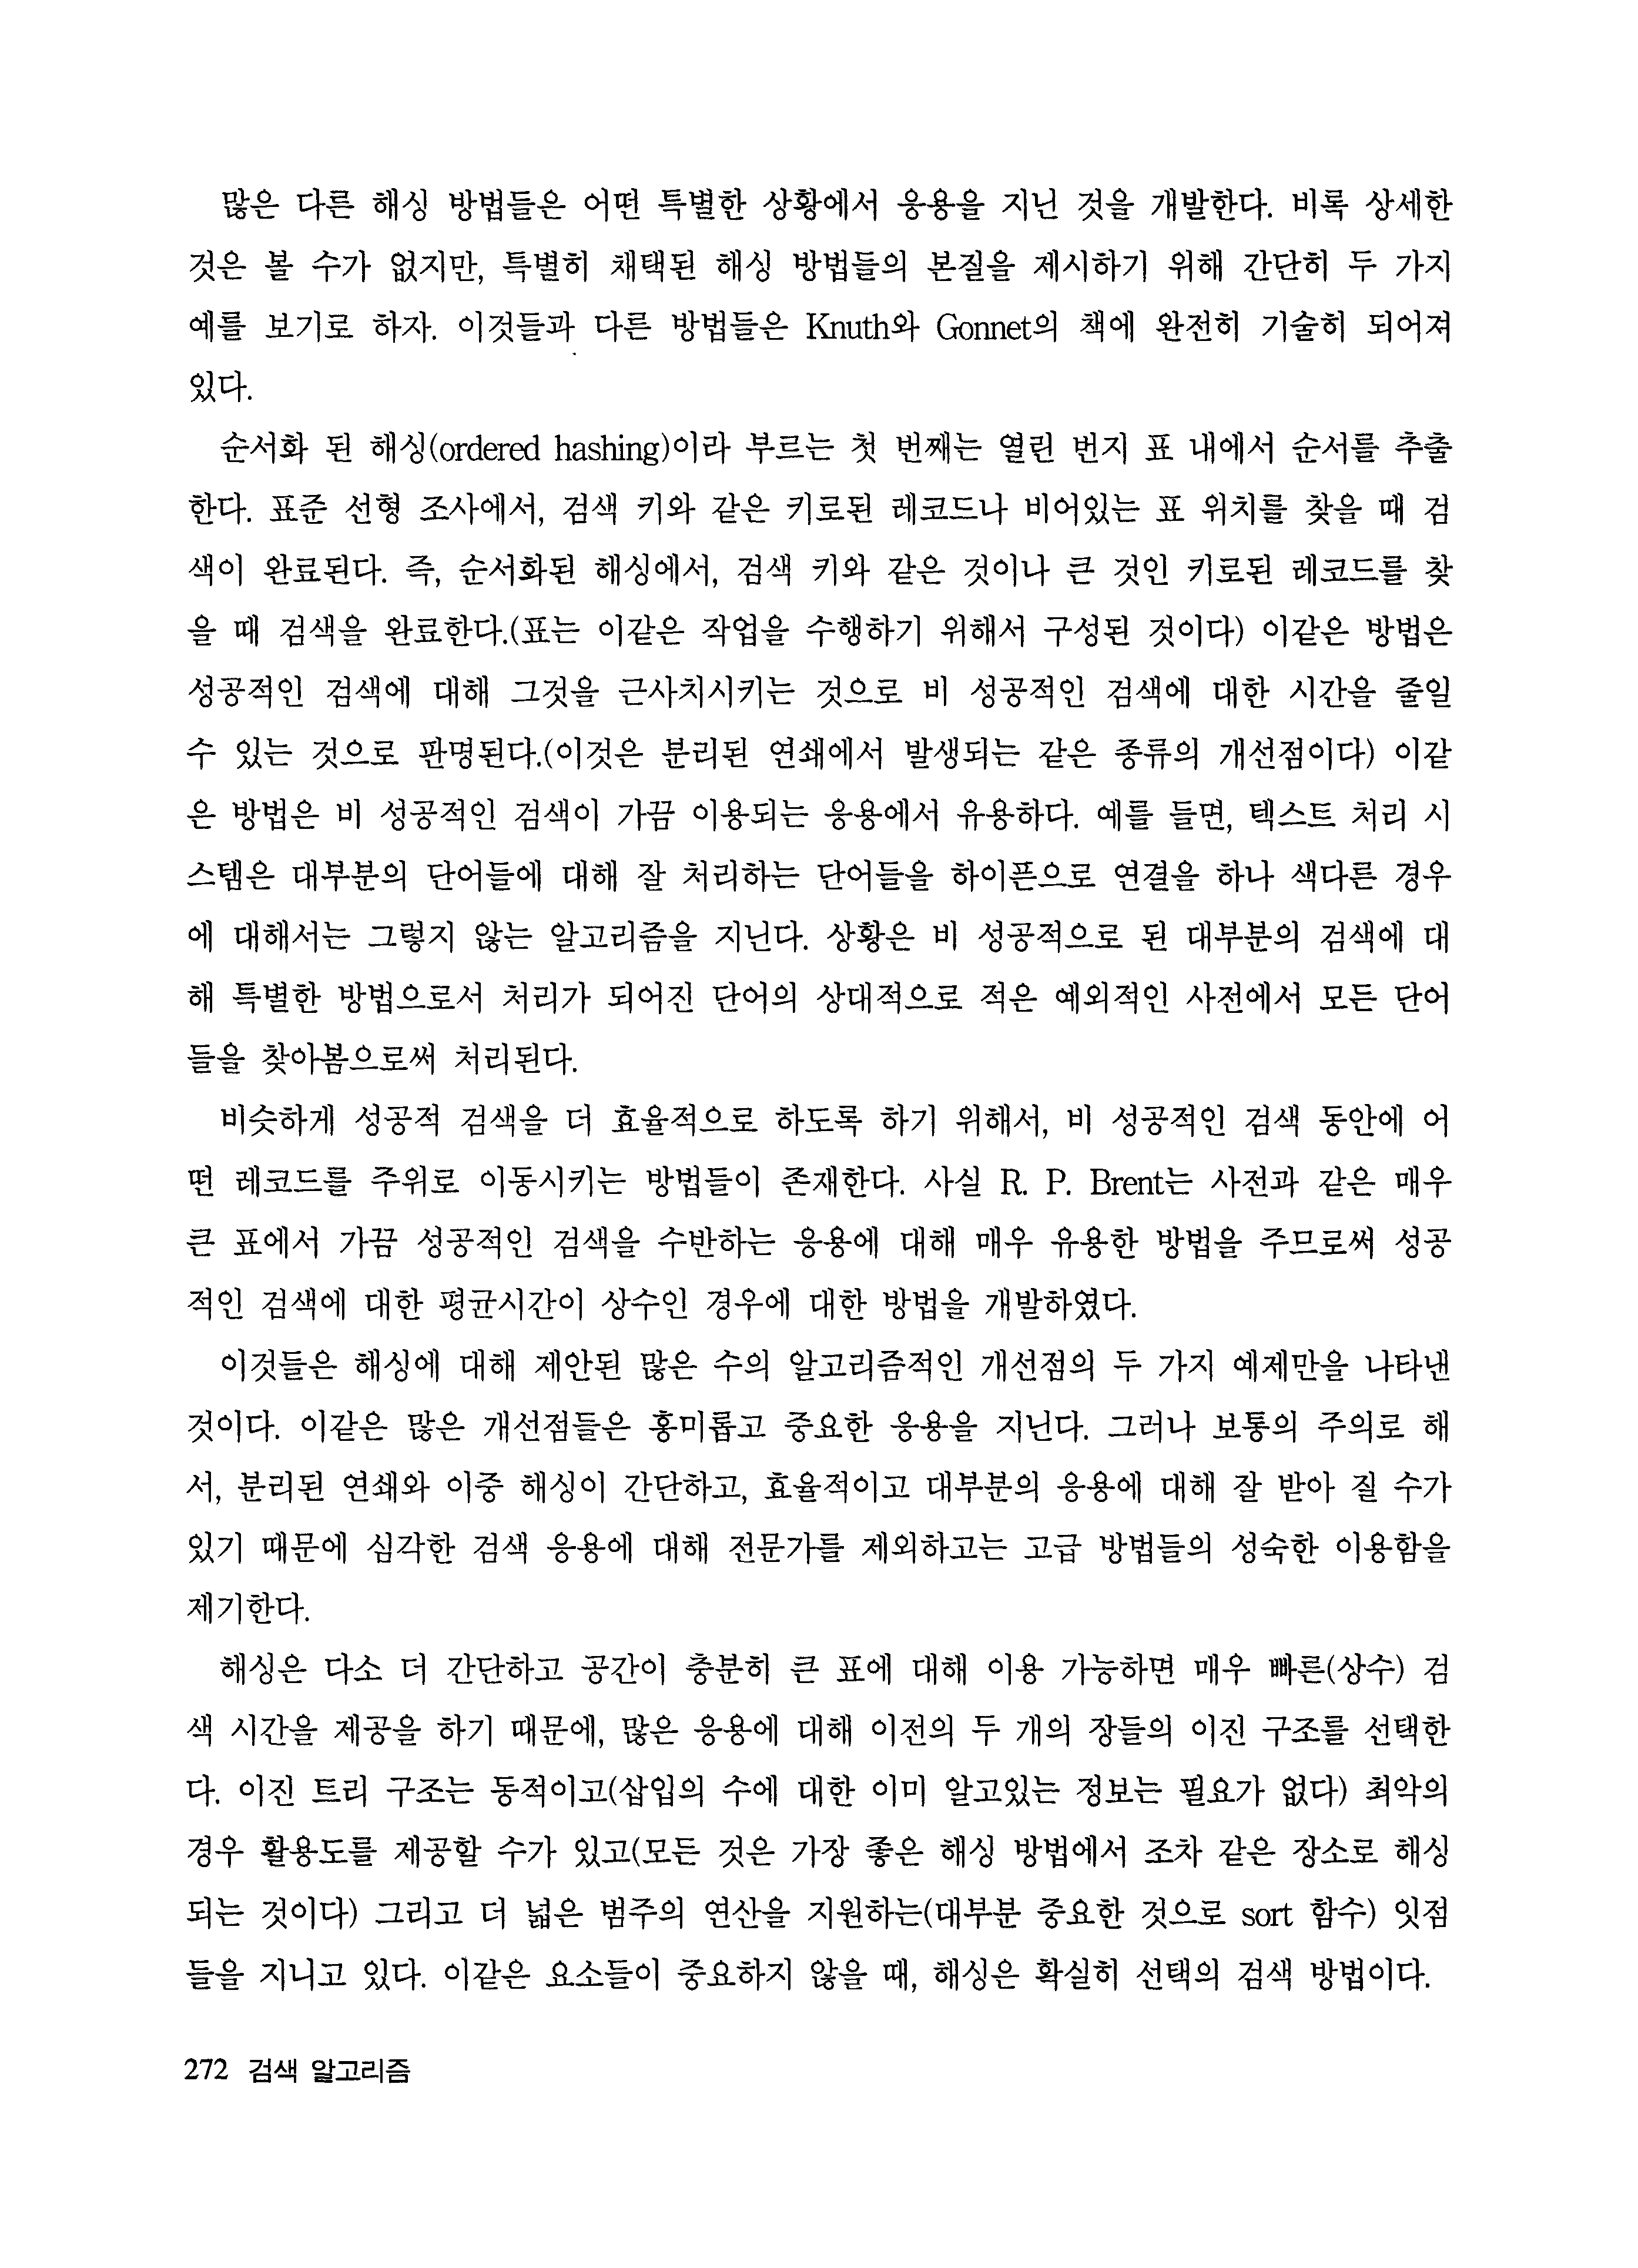 많은 다른 해싱 방법들은 어떤 특별한 상황에서 응용을 지닌 것을 개발한다. 비록 상세한
것은 볼 수가 없지만, 특별히 채택된 해싱 방법들의 본질을 제시하기 위해 간단히 두 가지
예를 보기로 하자. 이것들과 다른 방법들은 Knuth와 Gonnet의 책에 완전히 기술히 되어져
있다.
순서화 된 해싱(ordered hashing)이라 부르는 첫 번째는 열린 번지 표 내에서 순서를 추출
한다. 표준 선형 조사에서, 검색 키와 같은 키로된 레코드나 비어있는 표 위치를 찾을 때 검
색이 완료된다. 즉, 순서화된 해싱에서, 검색 키와 같은 것이나 큰 것인 키로된 레코드를 찾
을 때 검색을 완료한다.(표는 이같은 작업을 수행하기 위해서 구성된 것이다) 이같은 방법은
성공적인 검색에 대해 그것을 근사치시키는 것으로 비 성공적인 검색에 대한 시간을 줄일
수 있는 것으로 판명된다.(이것은 분리된 연쇄에서 발생되는 같은 종류의 개선점이다) 이같
은 방법은 비 성공적인 검색이 가끔 이용되는 응용에서 유용하다. 예를 들면, 텍스트 처리 시
스템은 대부분의 단어들에 대해 잘 처리하는 단어들을 하이픈으로 연결을 하나 색다른 경우
에 대해서는 그렇지 않는 알고리즘을 지닌다. 상황은 비 성공적으로 된 대부분의 검색에 대
해 특별한 방법으로서 처리가 되어진 단어의 상대적으로 적은 예외적인 사전에서 모든 단어
들을 찾아봄으로써 처리된다.
비슷하게 성공적 검색을 더 효율적으로 하도록 하기 위해서, 비 성공적인 검색 동안에 어
떤 레코드를 주위로 이동시키는 방법들이 존재한다. 사실 R. P. Brent는 사전과 같은 매우
큰 표에서 가끔 성공적인 검색을 수반하는 응용에 대해 매우 유용한 방법을 주므로써 성공
적인 검색에 대한 평균시간이 상수인 경우에 대한 방법을 개발하였다.
이것들은 해싱에 대해 제안된 많은 수의 알고리즘적인 개선점의 두 가지 예제만을 나타낸
것이다. 이같은 많은 개선점들은 흥미롭고 중요한 응용을 지닌다. 그러나 보통의 주의로 해
서, 분리된 연쇄와 이중 해싱이 간단하고, 효율적이고 대부분의 응용에 대해 잘 받아 질 수가
있기 때문에 심각한 검색 응용에 대해 전문가를 제외하고는 고급 방법들의 성숙한 이용함을
제기한다.
해싱은 다소 더 간단하고 공간이 충분히 큰 표에 대해 이용 가능하면 매우 빠른(상수) 검
색 시간을 제공을 하기 때문에, 많은 응용에 대해 이전의 두 개의 장들의 이진 구조를 선택한
다. 이진 트리 구조는 동적이고(삽입의 수에 대한 이미 알고있는 정보는 필요가 없다) 최악의
경우 활용도를 제공할 수가 있고(모든 것은 가장 좋은 해싱 방법에서 조차 같은 장소로 해싱
되는 것이다) 그리고 더 넓은 범주의 연산을 지원하는(대부분 중요한 것으로 sort 함수) 잇점
들을 지니고 있다. 이같은 요소들이 중요하지 않을 때, 해싱은 확실히 선택의 검색 방법이다.
272 검색 알고리즘